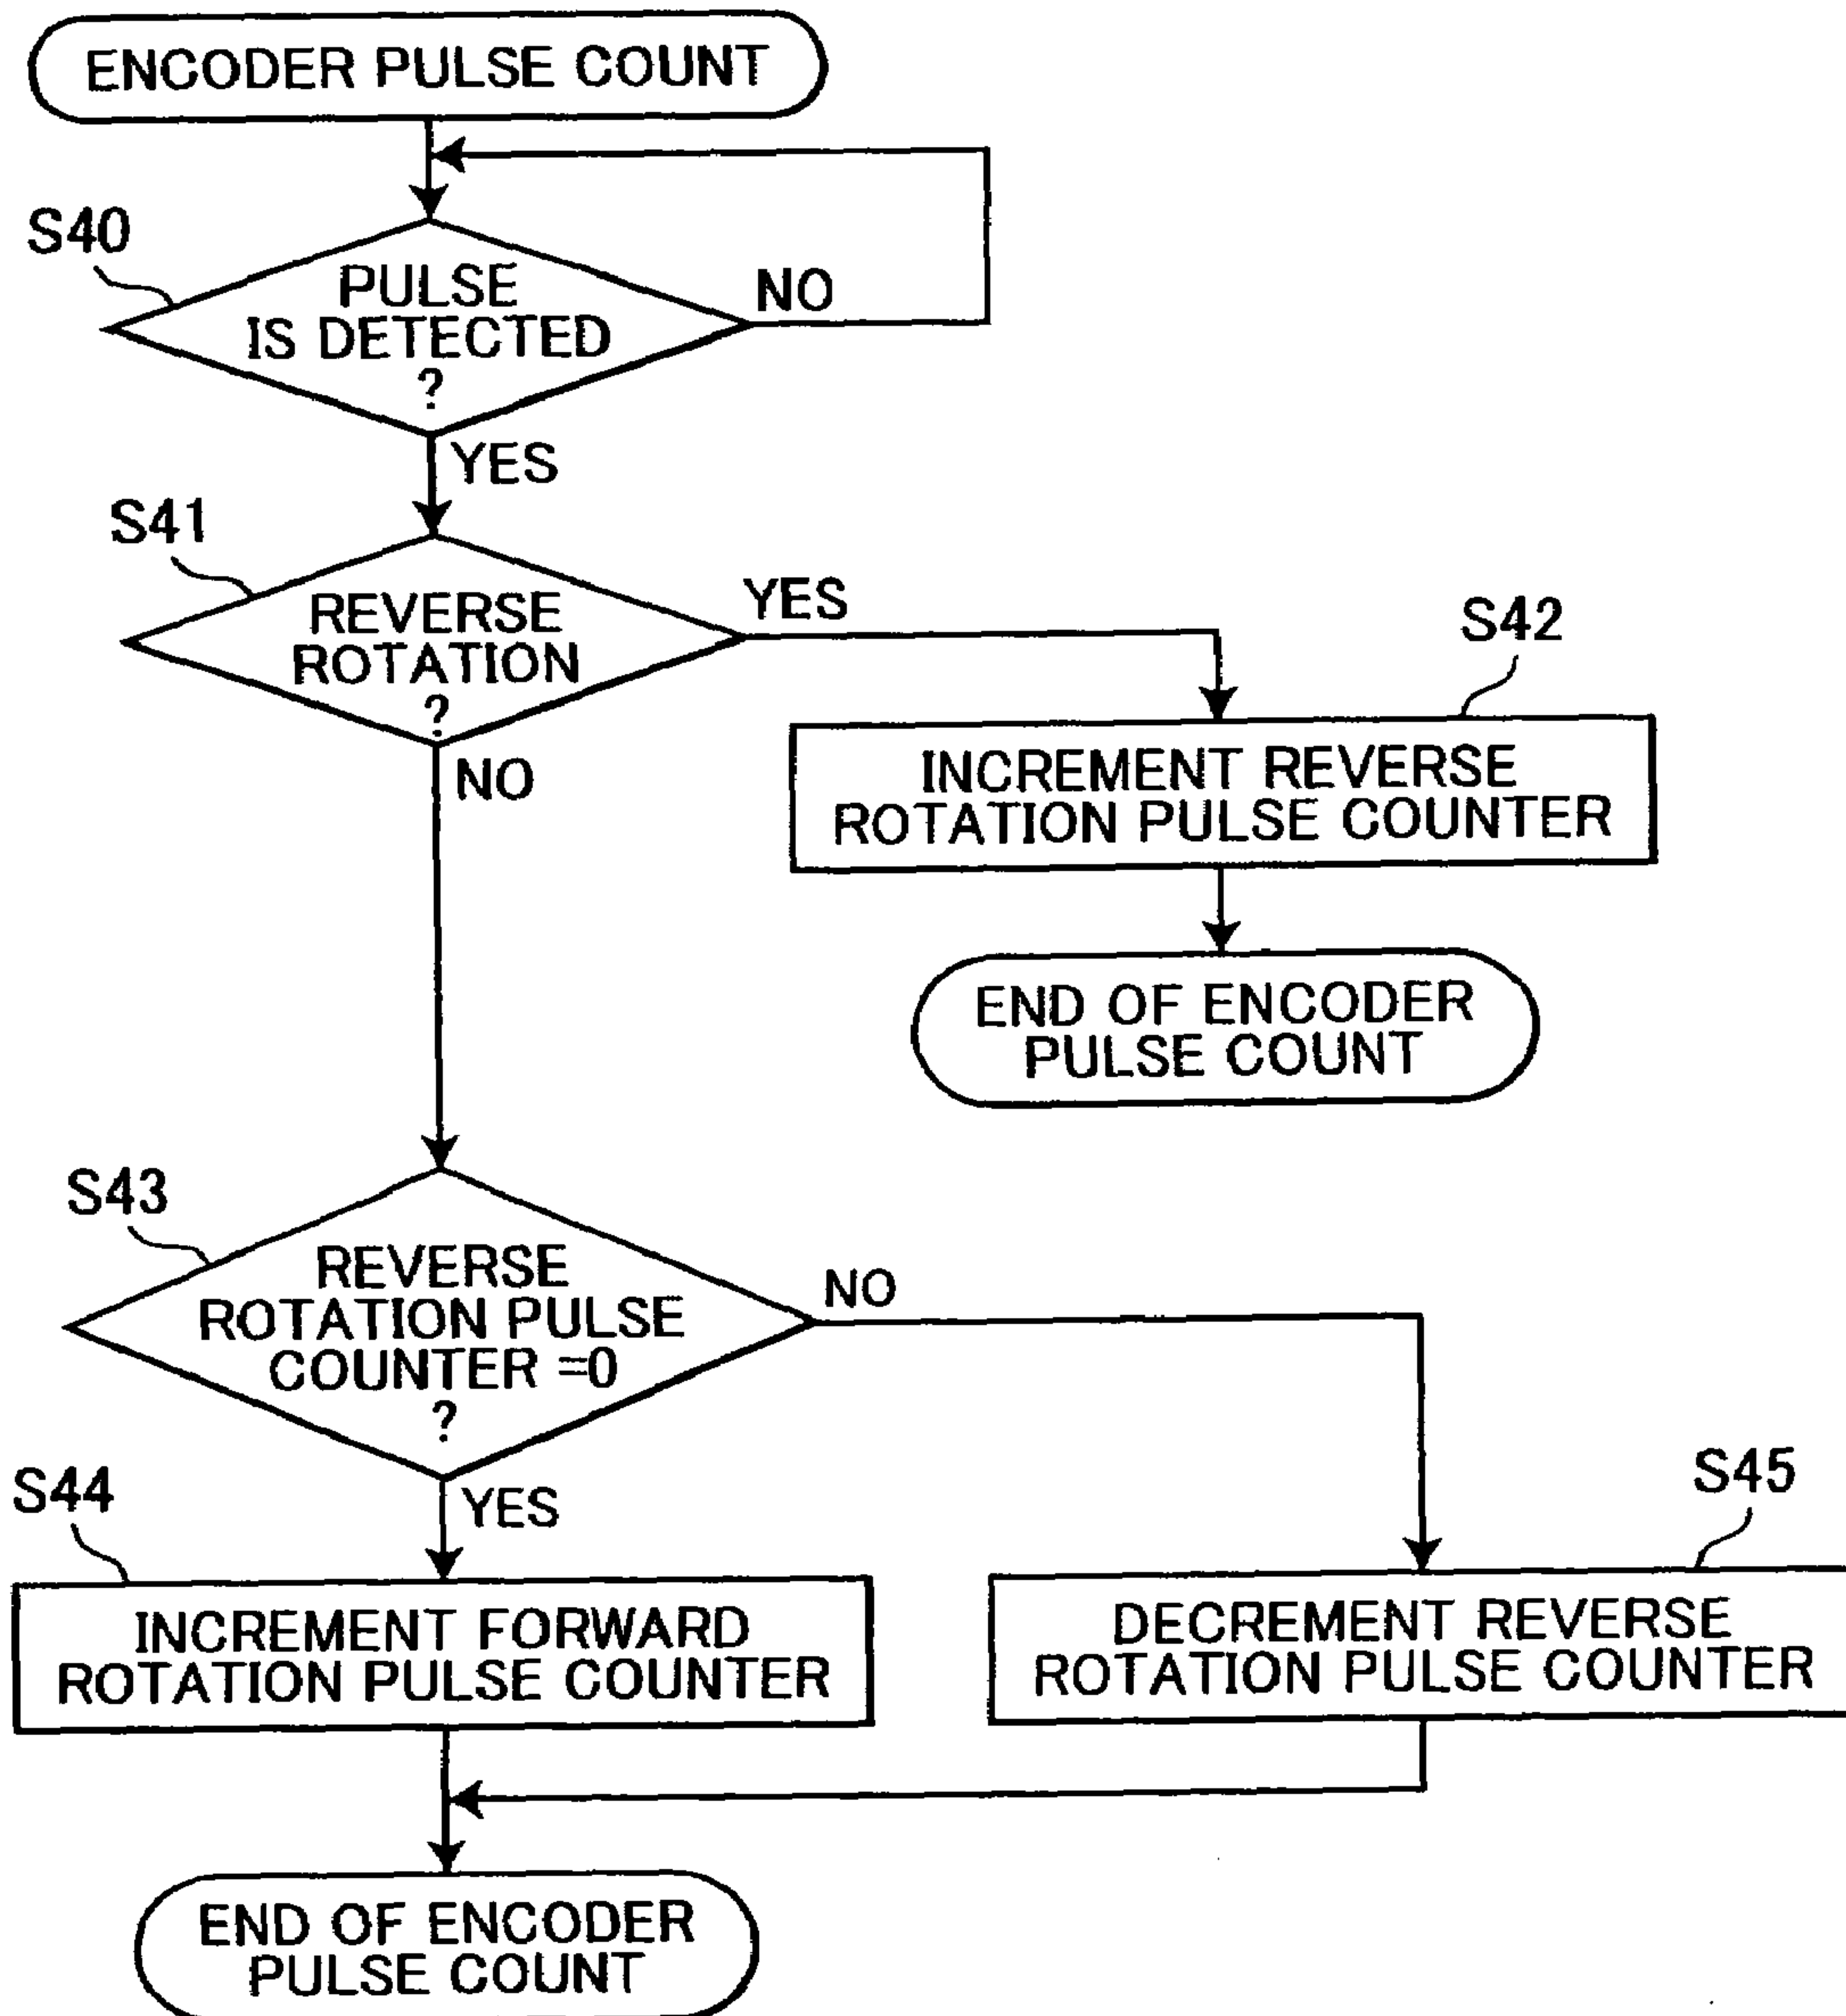 ENCODER PULSE COUNT
S40
PULSE
IS DETECTED
?
NO
YES
S41
REVERSE
ROTATION
?
YES
NO
S42
INCREMENT REVERSE
ROTATION PULSE COUNTER
END OF ENCODER
PULSE COUNT
S43
REVERSE
ROTATION PULSE
COUNTER =0
?
NO
YES
S44
INCREMENT FORWARD
ROTATION PULSE COUNTER
S45
DECREMENT REVERSE
ROTATION PULSE COUNTER
END OF ENCODER
PULSE COUNT